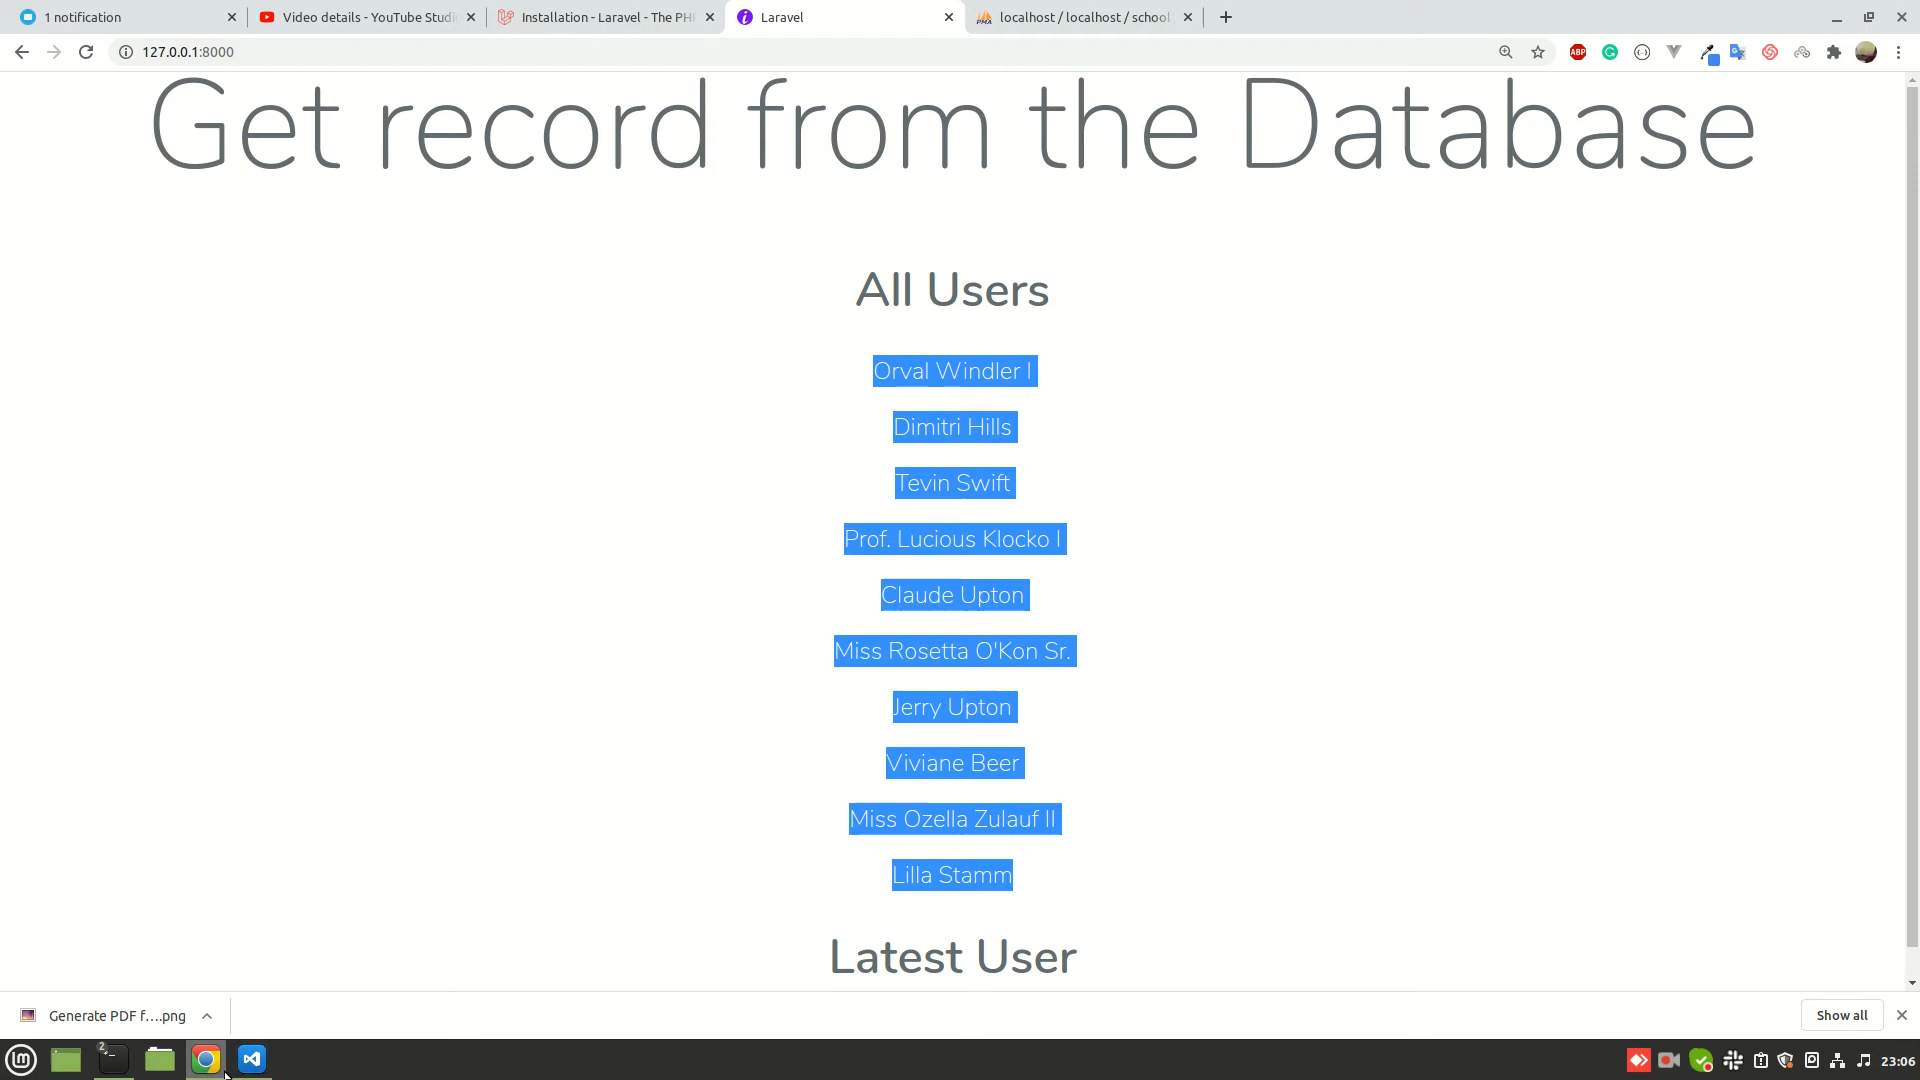 1 notification
Video details - YouTube Studi
Installation - Laravel - The PH
Laravel
localhost / localhost / school
127.0.0.1:8000
ABP
Get record from the Database
All Users
Orval Windler I
Dimitri Hills
Tevin Swift
Prof. Lucious Klocko I
Claude Upton
Miss Rosetta O'Kon Sr.
Jerry Upton
Viviane Beer
Miss Ozella Zulauf II
Lilla Stamm
Latest User
Generate PDF f....png
Show all
2
23:06